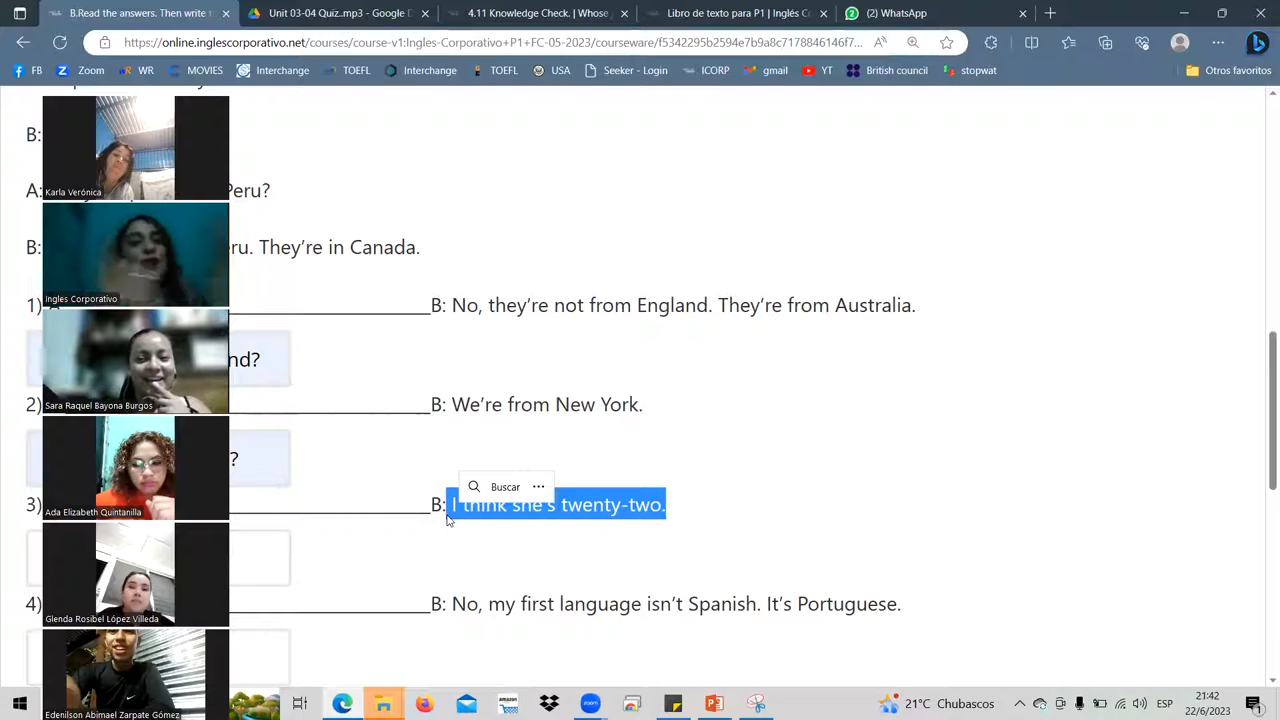 B.Respond to the answers. Then write t
Unit 03-04 Quiz.mp3 - Google D
4.11 Knowledge Check. | Whose
Libro de texto para P1 | Inglés C
2
(2) WhatsApp
https://online.inglescorporativo.net/courses/course-v1:Ingles-Corporativo+P1+FC-05-2023/courseware/f5342295b2594e7b9a8c7178846146f7...
FB
Zoom
WR
MOVIES
Interchange
TOEFL
Interchange
TOEFL
USA
Seeker - Login
ICORP
gmail
YT
British council
stopwat
Otros favoritos
B:
Karla Verónica
A: Peru?
B: ru. They're in Canada.
Ingles Corporativo
1) B: No, they're not from England. They're from Australia.
nd?
Sara Raquel Bayona Burgos
2) B: We're from New York.
?
Buscar
3) B: I think she's twenty-two.
Ada Elizabeth Quintanilla
4) B: No, my first language isn't Spanish. It's Portuguese.
Glenda Rosibel López Villeda
Edenilson Abimael Zarpate Gómez
amazon
zoom
21°C Chubascos
ESP
22/6/2023
1